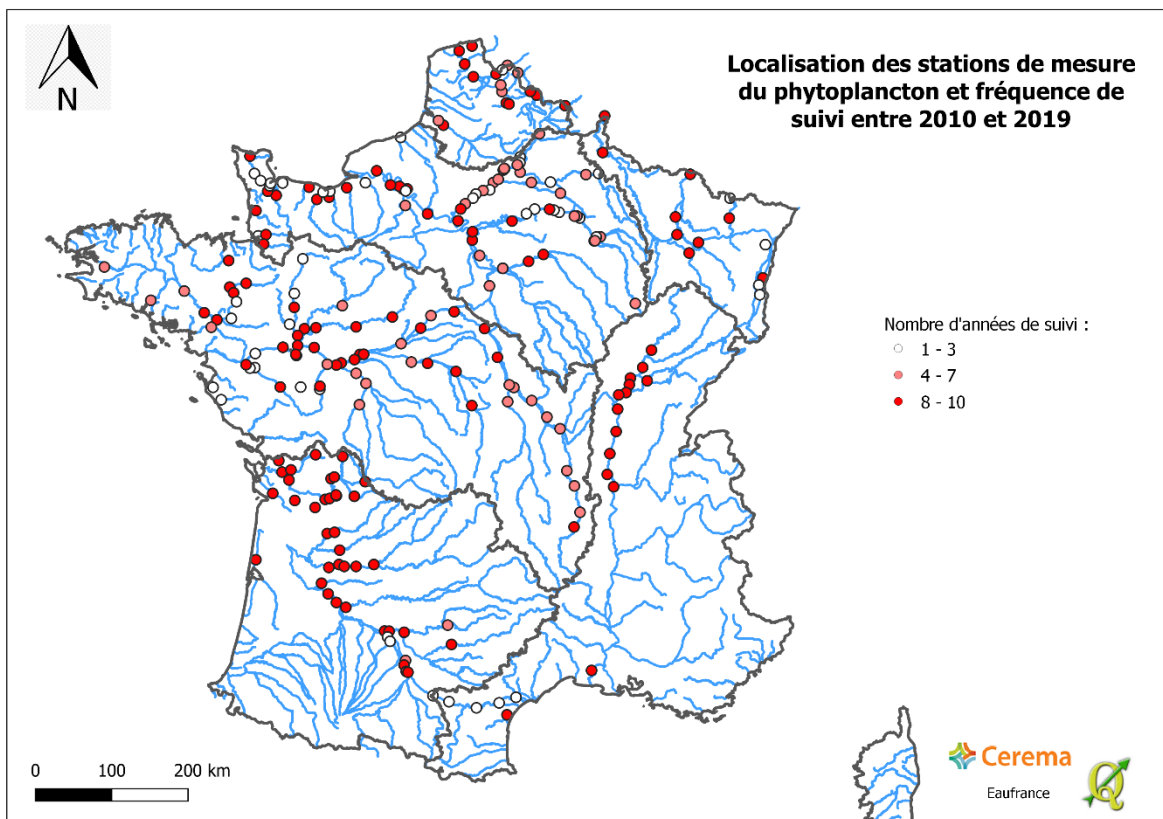 N
Localisation des stations de mesure
du phytoplancton et fréquence de
suivi entre 2010 et 2019
Nombre d'années de suivi :
1 - 3
4 - 7
8 - 10
0 100 200 km
Cerema
Eaufrance